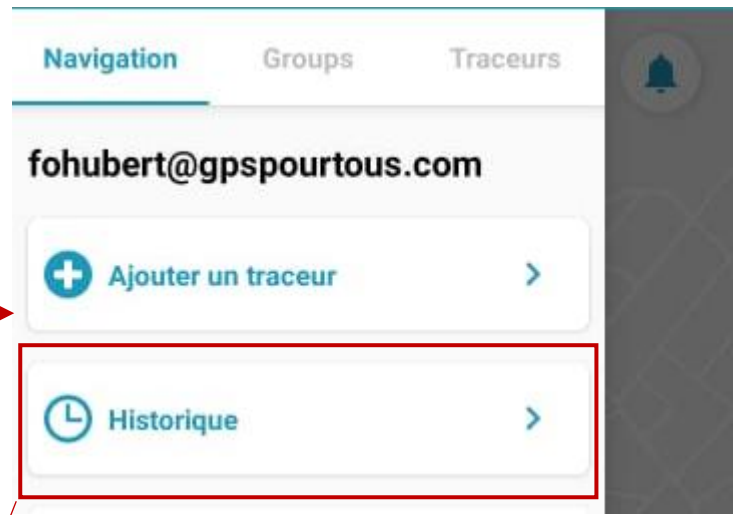 Navigation Groups Traceurs
fohubert@gpspourtous.com
Ajouter un traceur
Historique